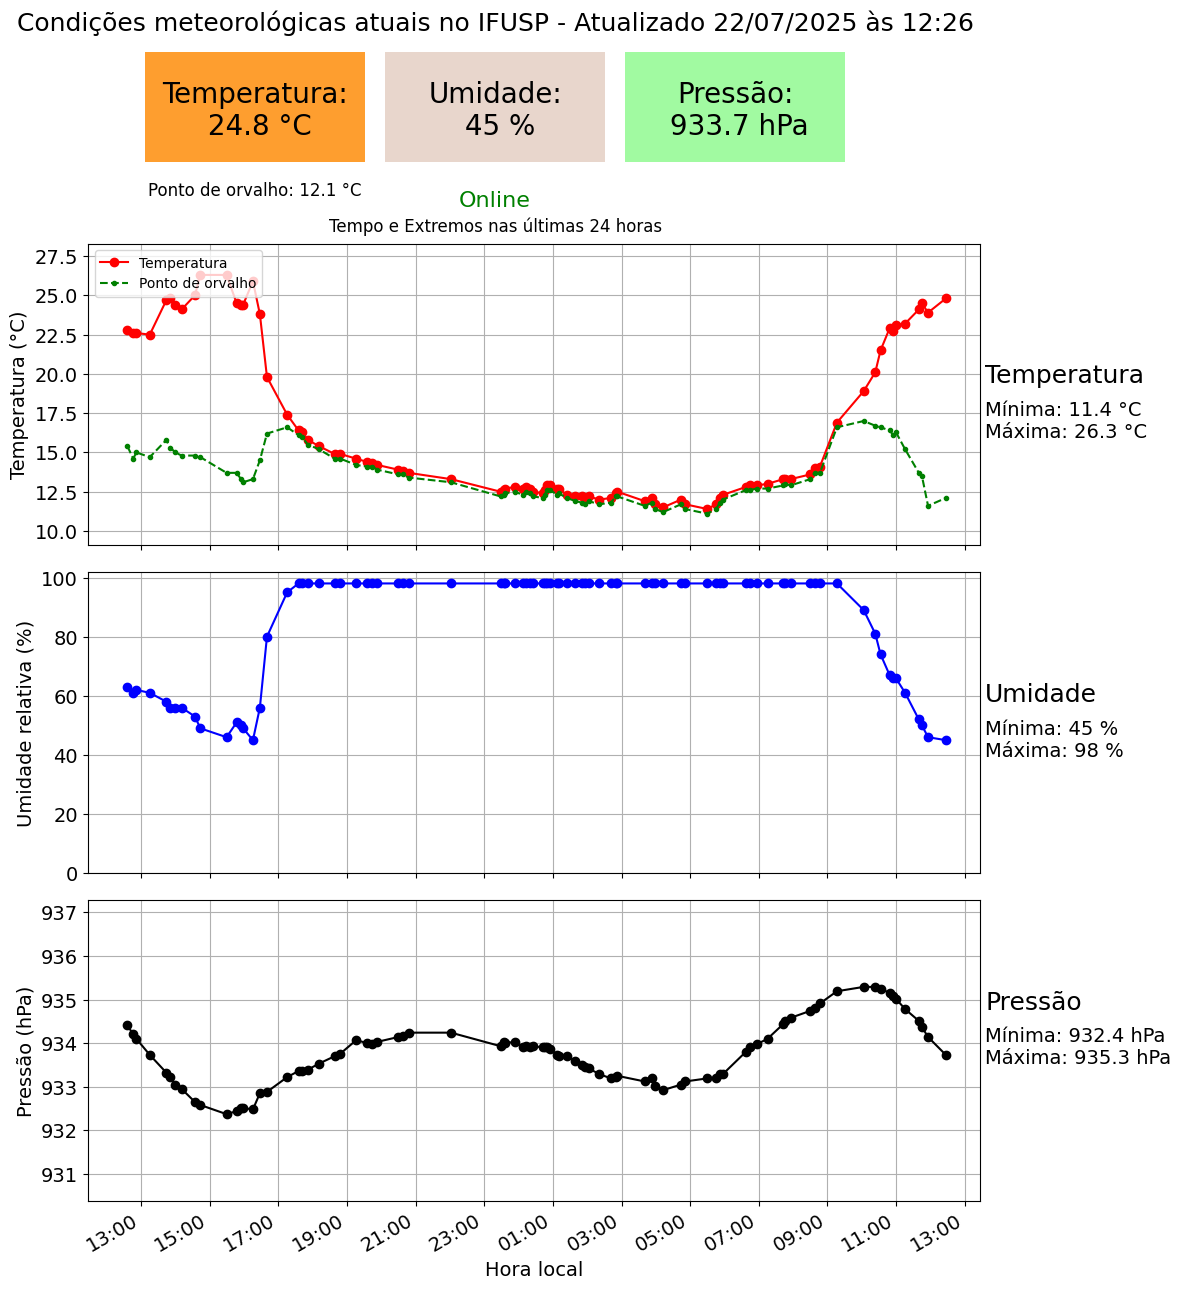 Condições meteorológicas atuais no IFUSP - Atualizado 22/07/2025 às 12:26
Temperatura:
24.8 °C
Umidade:
45 %
Pressão:
933.7 hPa
Ponto de orvalho: 12.1 °C
Online
Tempo e Extremos nas últimas 24 horas
Temperatura (°C)
27.5
25.0
22.5
20.0
17.5
15.0
12.5
10.0
Temperatura
Ponto de orvalho
Temperatura
Mínima: 11.4 °C
Máxima: 26.3 °C
Umidade relativa (%)
100
80
60
40
20
0
Umidade
Mínima: 45 %
Máxima: 98 %
Pressão (hPa)
937
936
935
934
933
932
931
Pressão
Mínima: 932.4 hPa
Máxima: 935.3 hPa
13:00
15:00
17:00
19:00
21:00
23:00
01:00
03:00
05:00
07:00
09:00
11:00
13:00
Hora local